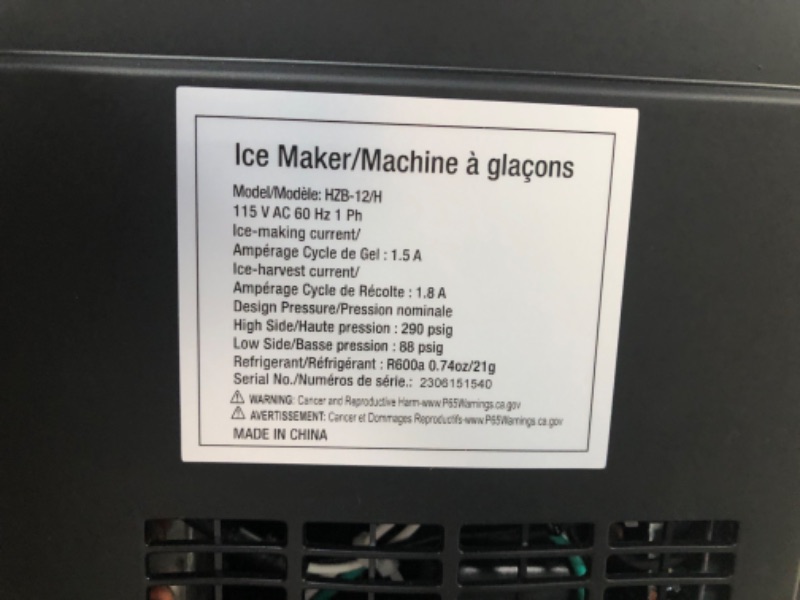 Ice Maker/Machine à glaçons
Model/Modèle: HZB-12/H
115 V AC 60 Hz 1 Ph
Ice-making current/
Ampérage Cycle de Gel : 1.5 A
Ice-harvest current/
Ampérage Cycle de Récolte : 1.8 A
Design Pressure/Pression nominale
High Side/Haute pression : 290 psig
Low Side/Basse pression : 88 psig
Refrigerant/Réfrigérant : R600a 0.74oz/21g
Serial No./Numéros de série.: 2306151540
⚠ WARNING: Cancer and Reproductive Harm-www.P65Warnings.ca.gov
⚠ AVERTISSEMENT: Cancer et Dommages Reproductifs-www.P65Warnings.ca.gov
MADE IN CHINA